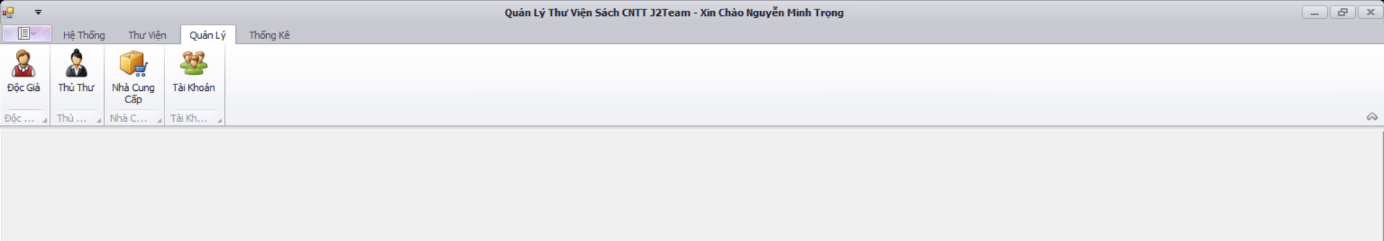 Quản Lý Thư Viện Sách CNTT J2Team - Xin Chào Nguyễn Minh Trọng
Hệ Thống Thư Viện Quản Lý Thống Kê
Độc Giả Thủ Thư Nhà Cung Cấp Tài Khoản
Độc ... Thủ ... Nhà C... Tài Kh...